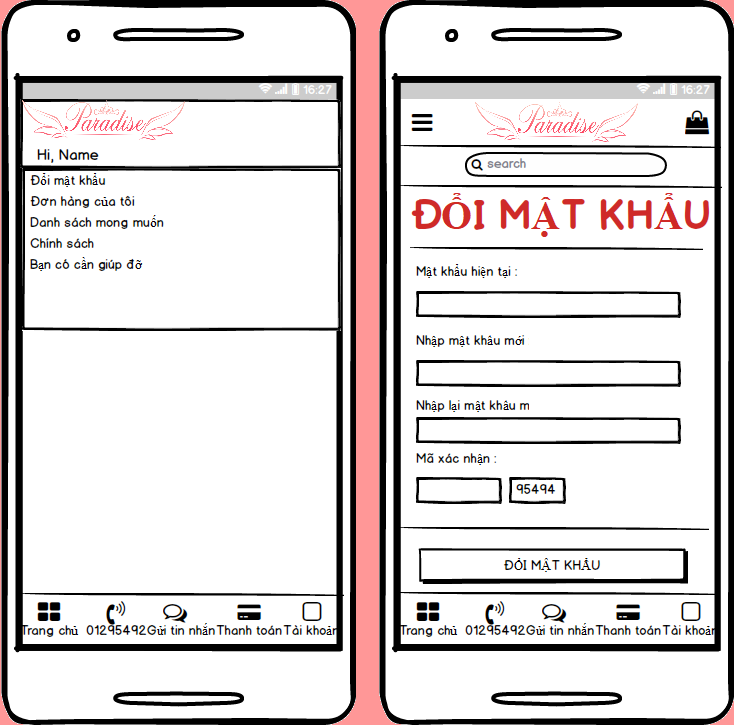 16:27
Paradise
Hi, Name
Đổi mật khẩu
Đơn hàng của tôi
Danh sách mong muốn
Chính sách
Bạn có cần giúp đỡ
Trang chủ 01295492 Gửi tin nhắn Thanh toán Tài khoản
16:27
Paradise
search
ĐỔI MẬT KHẨU
Mật khẩu hiện tại :
Nhập mật khẩu mới
Nhập lại mật khẩu m
Mã xác nhận :
95494
ĐỔI MẬT KHẨU
Trang chủ 01295492 Gửi tin nhắn Thanh toán Tài khoản